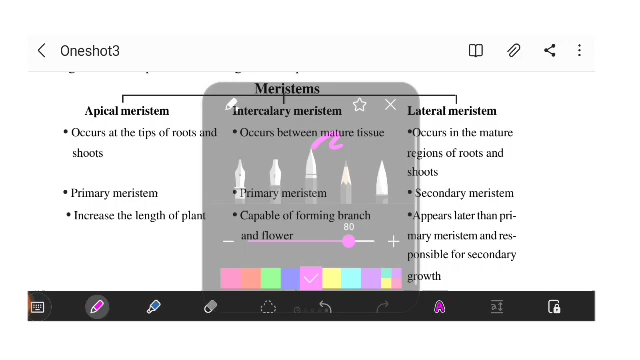 Oneshot3
Meristems
Apical meristem Intercalary meristem Lateral meristem
• Occurs at the tips of roots and • Occurs between mature tissue •Occurs in the mature
shoots regions of roots and
shoots
• Primary meristem • Primary meristem • Secondary meristem
• Increase the length of plant • Capable of forming branch •Appears later than pri-
and flower mary meristem and res-
80
ponsible for secondary
growth